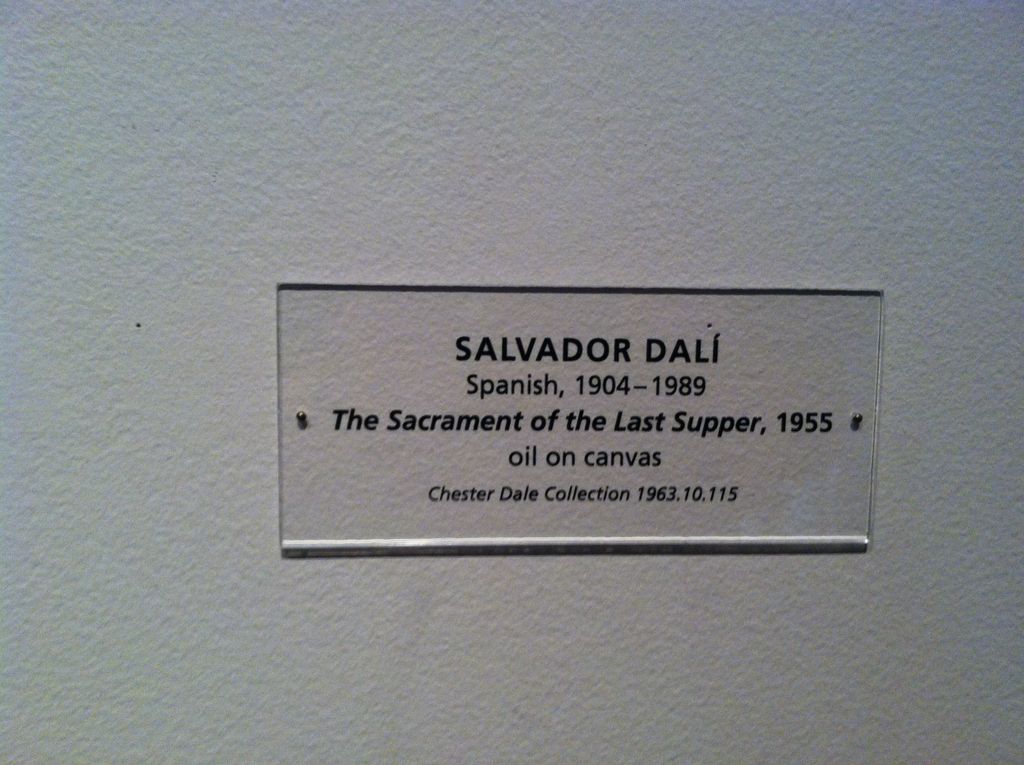 SALVADOR DALÍ
Spanish, 1904–1989
The Sacrament of the Last Supper, 1955
oil on canvas
Chester Dale Collection 1963.10.115